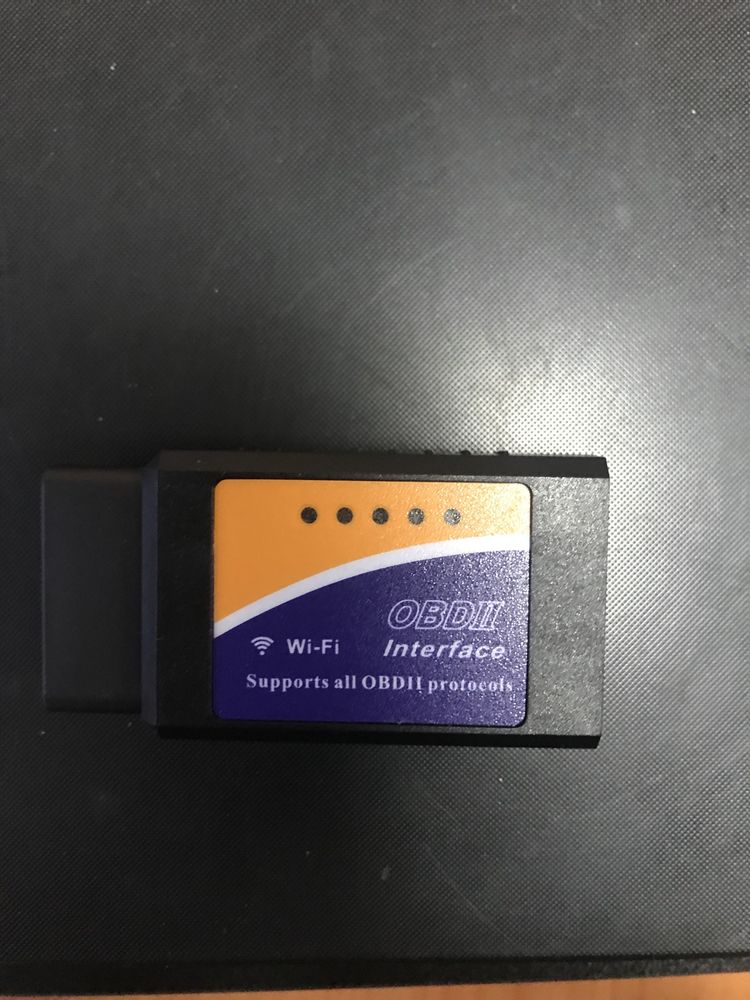 OBDII
Wi-Fi Interface
Supports all OBDII protocols